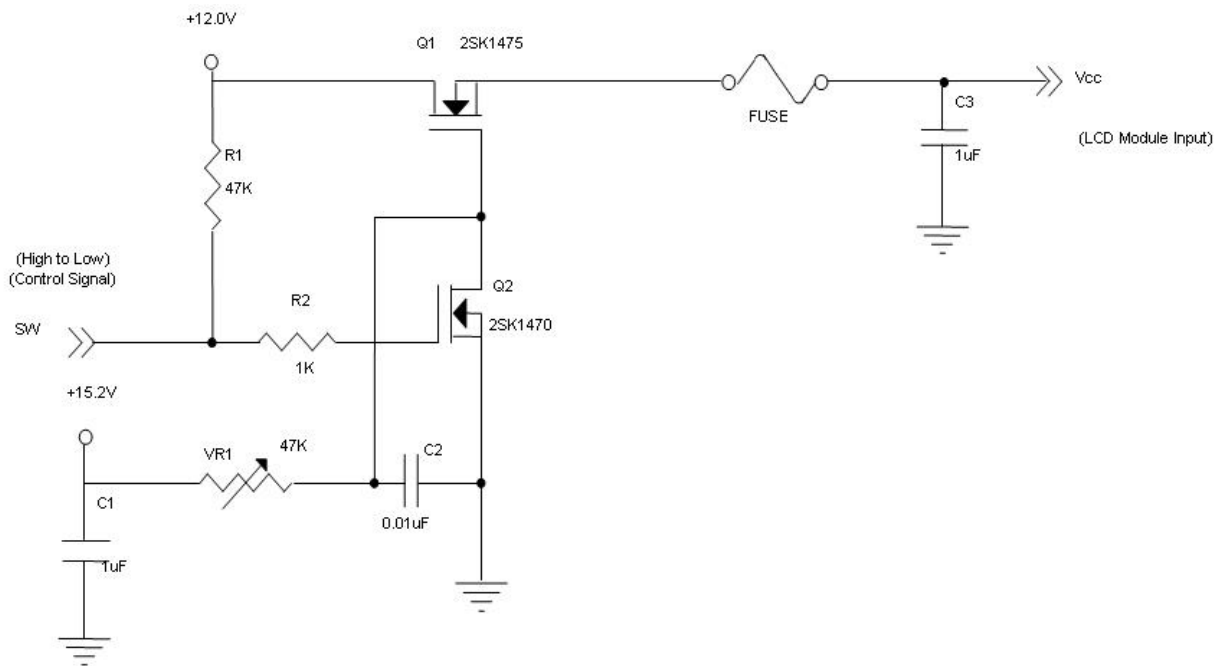 +12.0V
Q1 2SK1475
FUSE
C3
1uF
Vcc
(LCD Module Input)
R1
47K
(High to Low)
(Control Signal)
SW
R2
1K
Q2
2SK1470
+15.2V
VR1
47K
C2
0.01uF
C1
1uF